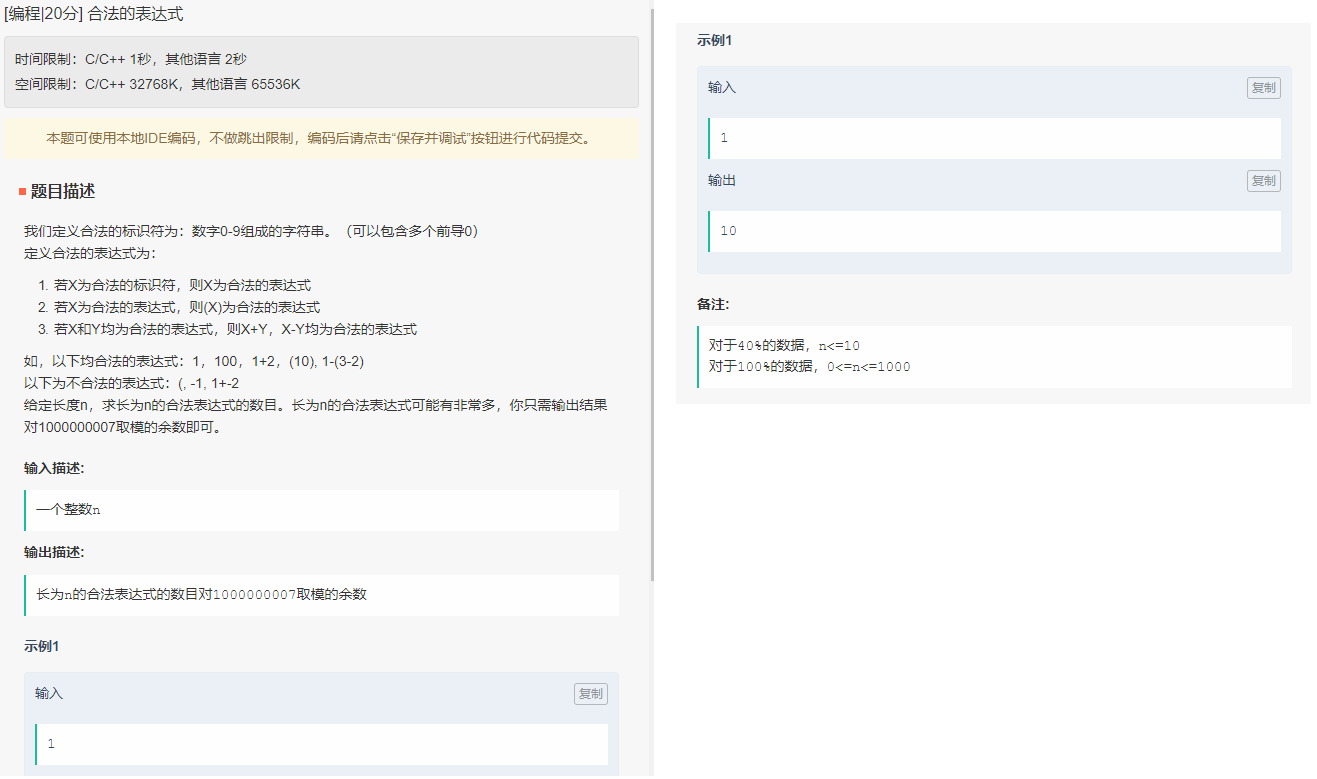 [编程|20分] 合法的表达式
时间限制：C/C++ 1秒，其他语言 2秒
空间限制：C/C++ 32768K，其他语言 65536K
本题可使用本地IDE编码，不做跳出限制，编码后请点击“保存并调试”按钮进行代码提交。
题目描述
我们定义合法的标识符为：数字0-9组成的字符串。（可以包含多个前导0）
定义合法的表达式为：
1. 若X为合法的标识符，则X为合法的表达式
2. 若X为合法的表达式，则(X)为合法的表达式
3. 若X和Y均为合法的表达式，则X+Y，X-Y均为合法的表达式
如，以下均合法的表达式：1，100，1+2，(10), 1-(3-2)
以下为不合法的表达式：(, -1, 1+-2
给定长度n，求长为n的合法表达式的数目。长为n的合法表达式可能有非常多，你只需输出结果
对1000000007取模的余数即可。
输入描述:
一个整数n
输出描述:
长为n的合法表达式的数目对1000000007取模的余数
示例1
输入
复制
1
示例1
输入
复制
1
输出
复制
10
备注:
对于40%的数据，n<=10
对于100%的数据，0<=n<=1000